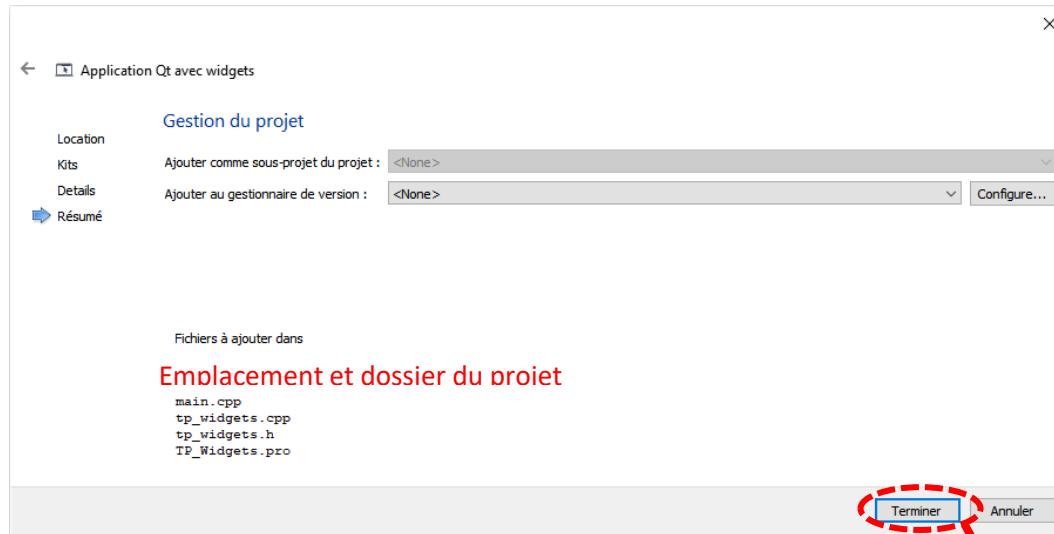 Application Qt avec widgets
Gestion du projet
Location
Kits
Details
Résumé
Ajouter comme sous-projet du projet : <None>
Ajouter au gestionnaire de version : <None> Configure...
Fichiers à ajouter dans
Emplacement et dossier du projet
main.cpp
tp_widgets.cpp
tp_widgets.h
TP_Widgets.pro
Terminer Annuler